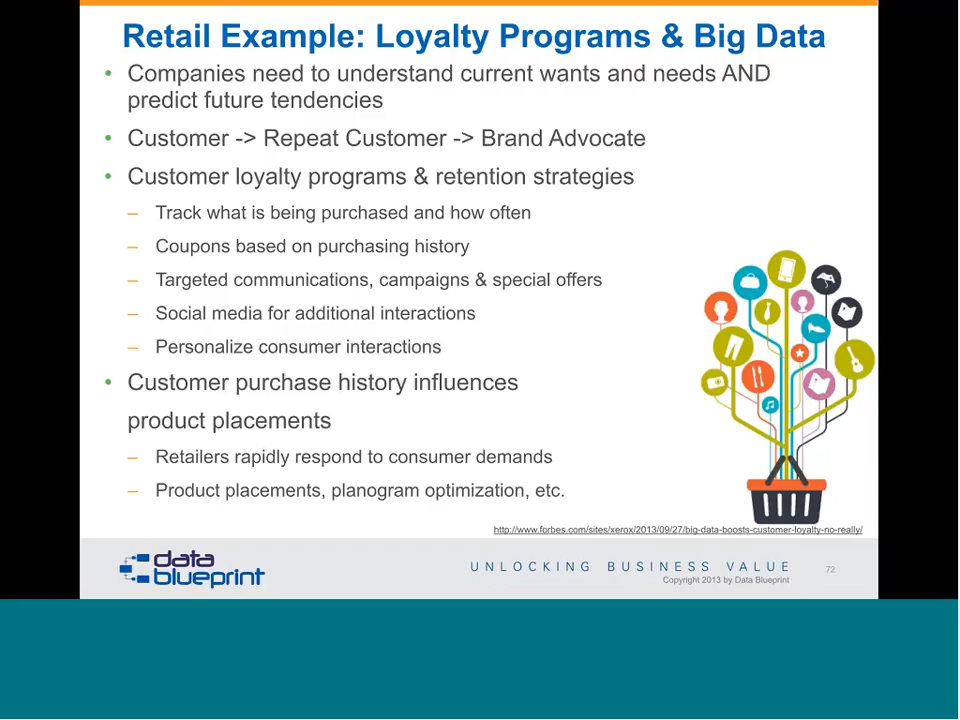 Retail Example: Loyalty Programs & Big Data
• Companies need to understand current wants and needs AND
predict future tendencies
• Customer -> Repeat Customer -> Brand Advocate
• Customer loyalty programs & retention strategies
– Track what is being purchased and how often
– Coupons based on purchasing history
– Targeted communications, campaigns & special offers
– Social media for additional interactions
– Personalize consumer interactions
• Customer purchase history influences
product placements
– Retailers rapidly respond to consumer demands
– Product placements, planogram optimization, etc.
http://www.forbes.com/sites/xerox/2013/09/27/big-data-boosts-customer-loyalty-no-really/
data
blueprint
UNLOCKING BUSINESS VALUE
Copyright 2013 by Data Blueprint
72